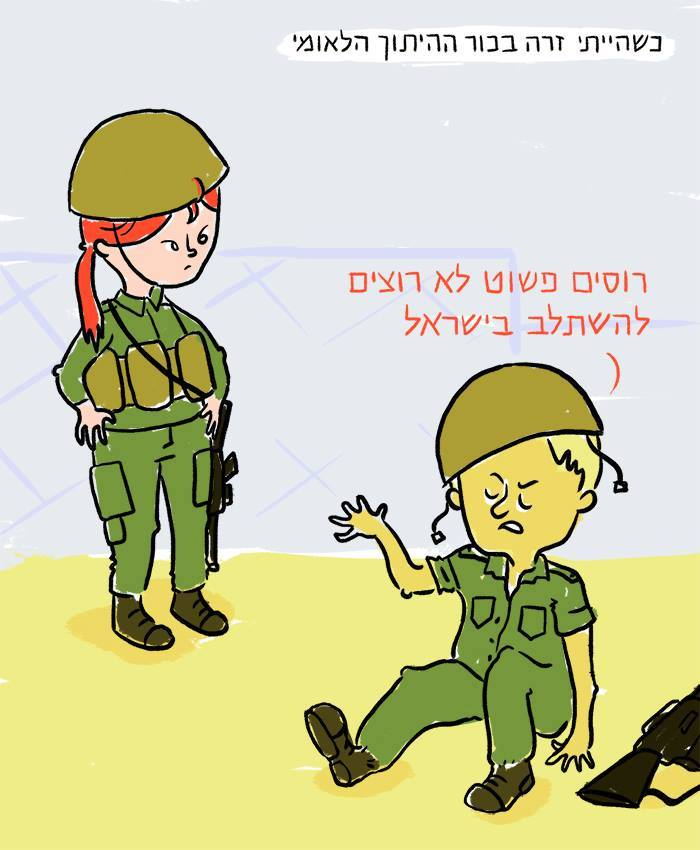 כשהייתי זרה בכור ההיתוך הלאומי
רוסים פשוט לא רוצים
להשתלב בישראל